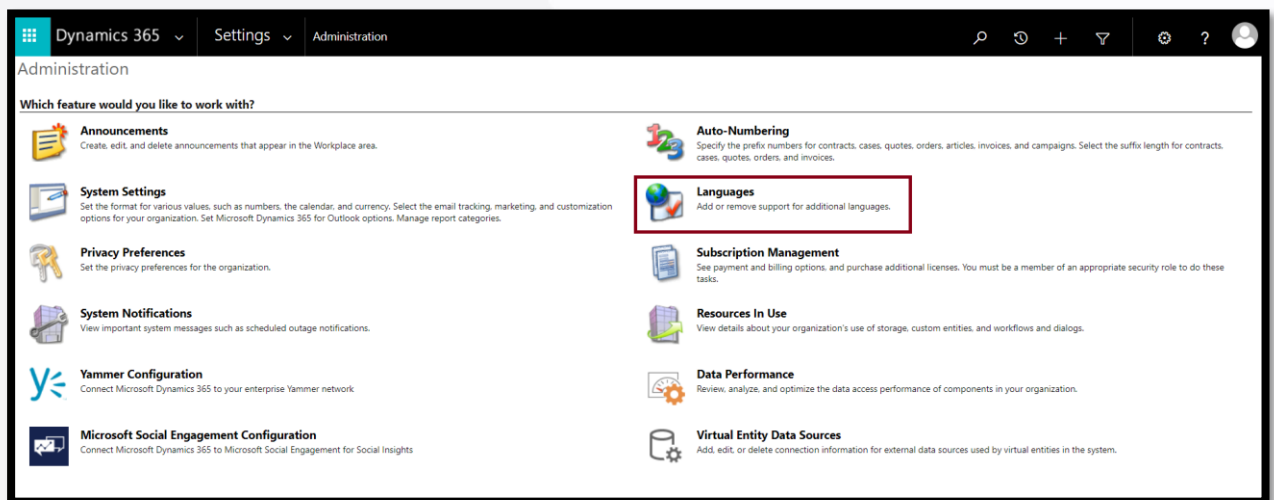 Dynamics 365 Settings Administration
?
Administration
Which feature would you like to work with?
Announcements
Create, edit, and delete announcements that appear in the Workplace area.
Auto-Numbering
Specify the prefix numbers for contracts, cases, quotes, orders, articles, invoices, and campaigns. Select the suffix length for contracts,
cases, quotes, orders, and invoices.
System Settings
Set the format for various values, such as numbers, the calendar, and currency. Select the email tracking, marketing, and customization
options for your organization. Set Microsoft Dynamics 365 for Outlook options. Manage report categories.
Languages
Add or remove support for additional languages.
Privacy Preferences
Set the privacy preferences for the organization.
Subscription Management
See payment and billing options, and purchase additional licenses. You must be a member of an appropriate security role to do these
tasks.
System Notifications
View important system messages such as scheduled outage notifications.
Resources In Use
View details about your organization's use of storage, custom entities, and workflows and dialogs.
Yammer Configuration
Connect Microsoft Dynamics 365 to your enterprise Yammer network
Data Performance
Review, analyze, and optimize the data access performance of components in your organization.
Microsoft Social Engagement Configuration
Connect Microsoft Dynamics 365 to Microsoft Social Engagement for Social Insights
Virtual Entity Data Sources
Add, edit, or delete connection information for external data sources used by virtual entities in the system.